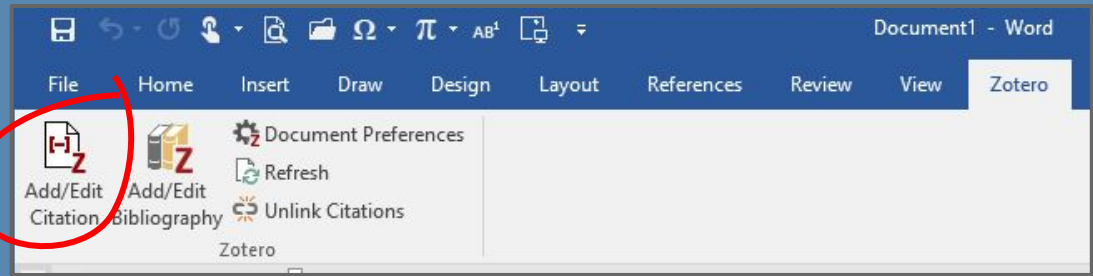 Document1 - Word
File Home Insert Draw Design Layout References Review View Zotero
Add/Edit Citation
Add/Edit Bibliography
Document Preferences
Refresh
Unlink Citations
Zotero